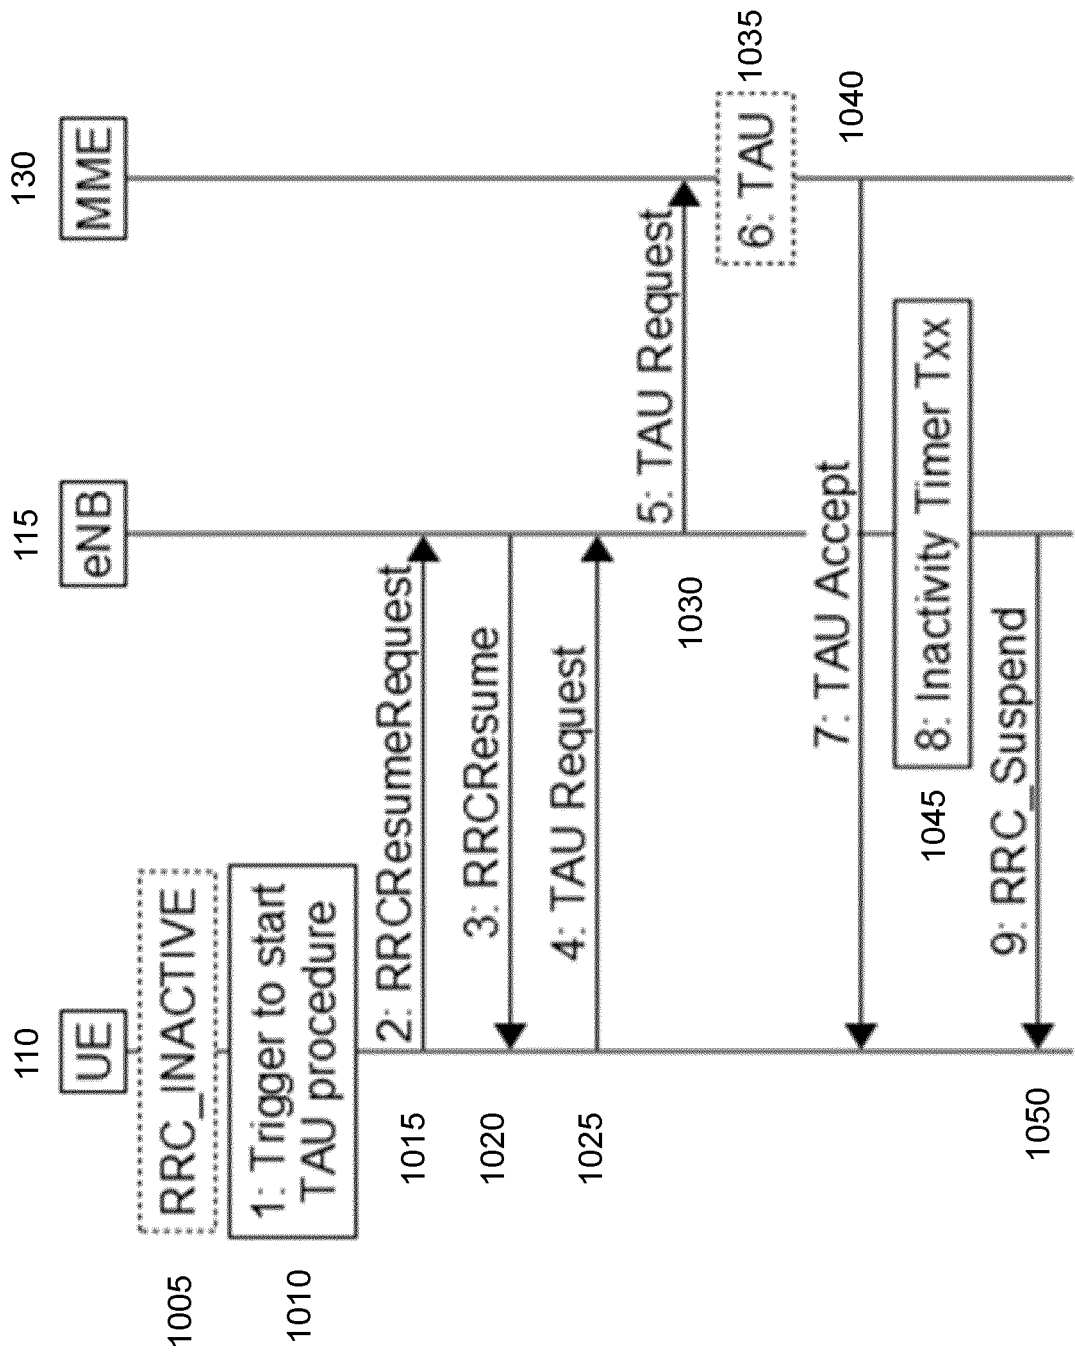 110
115
130
UE
eNB
MME
1005
RRC_INACTIVE
1010
1: Trigger to start
TAU procedure
1015
2: RRCResumeRequest
1020
3: RRCResume
1025
4: TAU Request
1030
5: TAU Request
6: TAU
1035
7: TAU Accept
1040
1045
8: Inactivity Timer Txx
1050
9: RRC_Suspend